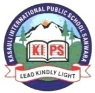 KASAULI INTERNATIONAL PUBLIC SCHOOL SANWARA
KIPS
LEAD KINDLY LIGHT